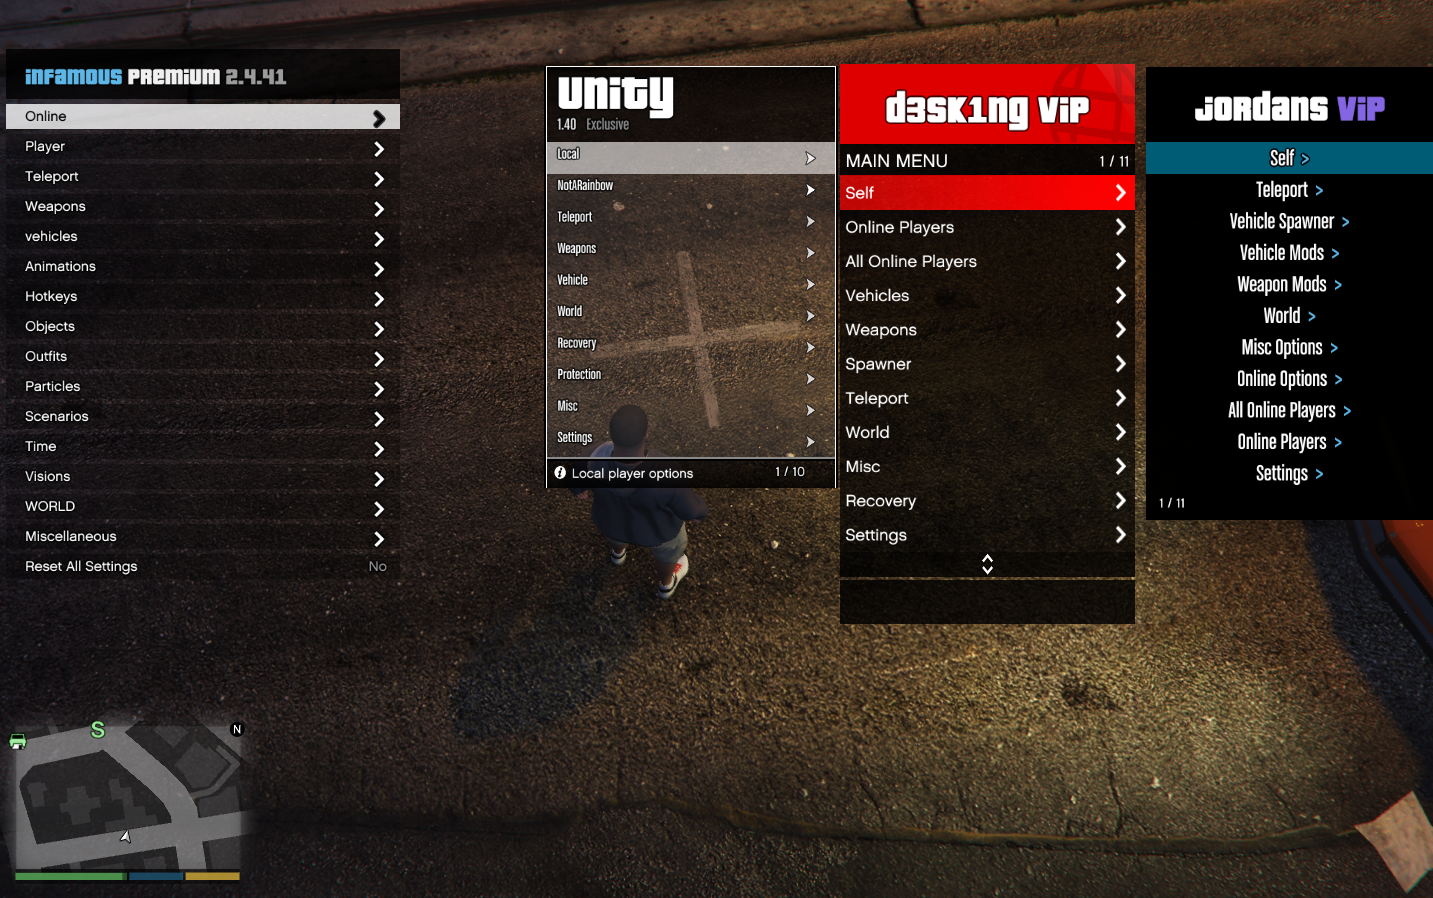 infamous PREMIUM 2.4.41
Online
Player
Teleport
Weapons
vehicles
Animations
Hotkeys
Objects
Outfits
Particles
Scenarios
Time
Visions
WORLD
Miscellaneous
Reset All Settings No
Unity
1.40 Exclusive
Local
NotARainbow
Teleport
Weapons
Vehicle
World
Recovery
Protection
Misc
Settings
Local player options 1 / 10
d3sk1ng ViP
MAIN MENU 1 / 11
Self
Online Players
All Online Players
Vehicles
Weapons
Spawner
Teleport
World
Misc
Recovery
Settings
Jordans ViP
Self >
Teleport >
Vehicle Spawner >
Vehicle Mods >
Weapon Mods >
World >
Misc Options >
Online Options >
All Online Players >
Online Players >
Settings >
1 / 11
S
N